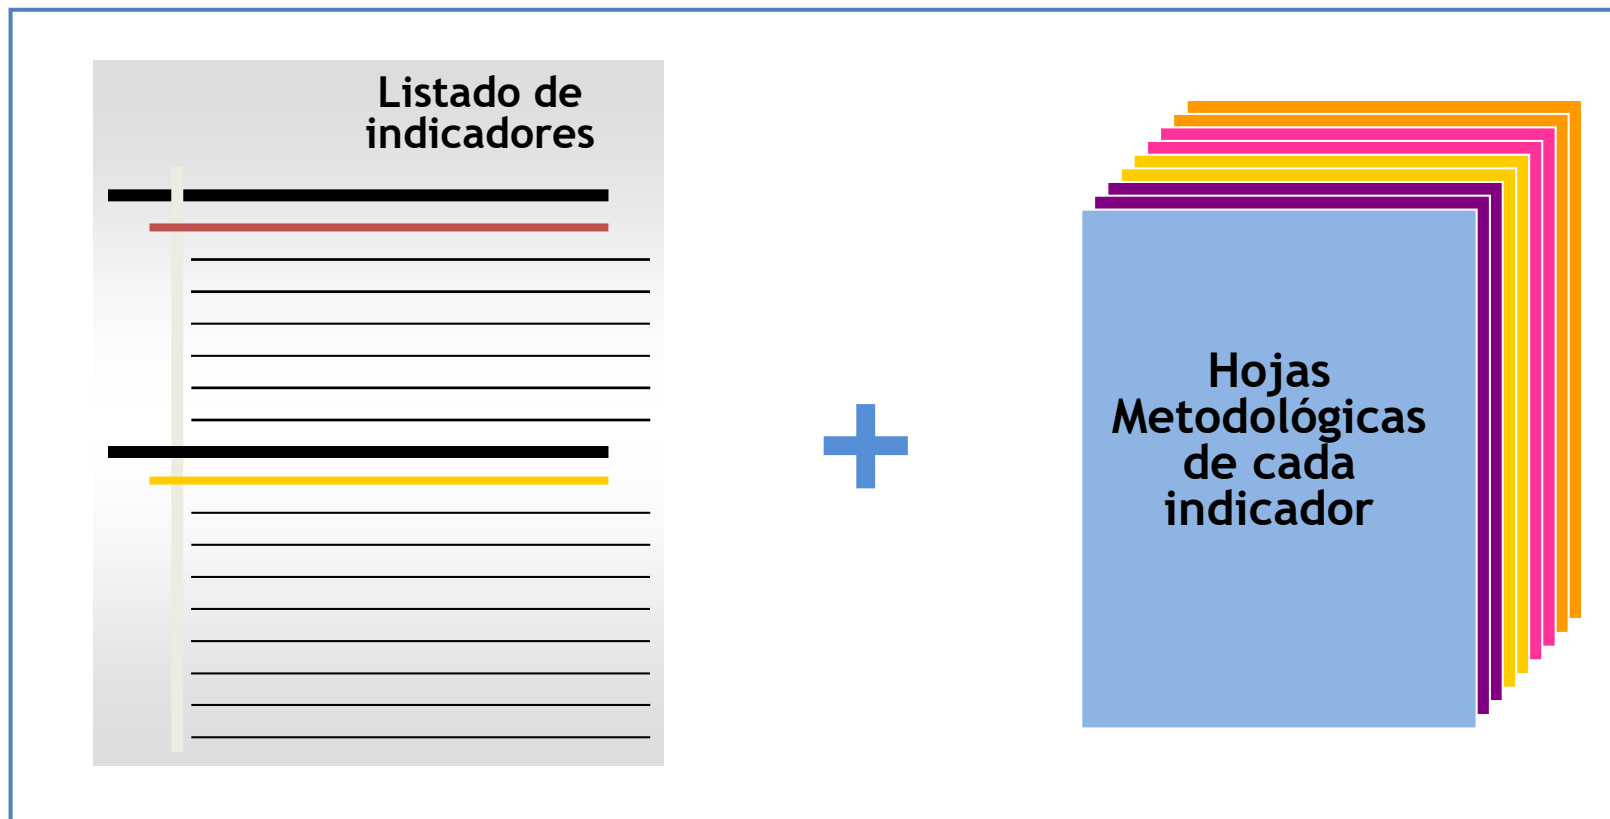 Listado de
indicadores
+
Hojas
Metodológicas
de cada
indicador